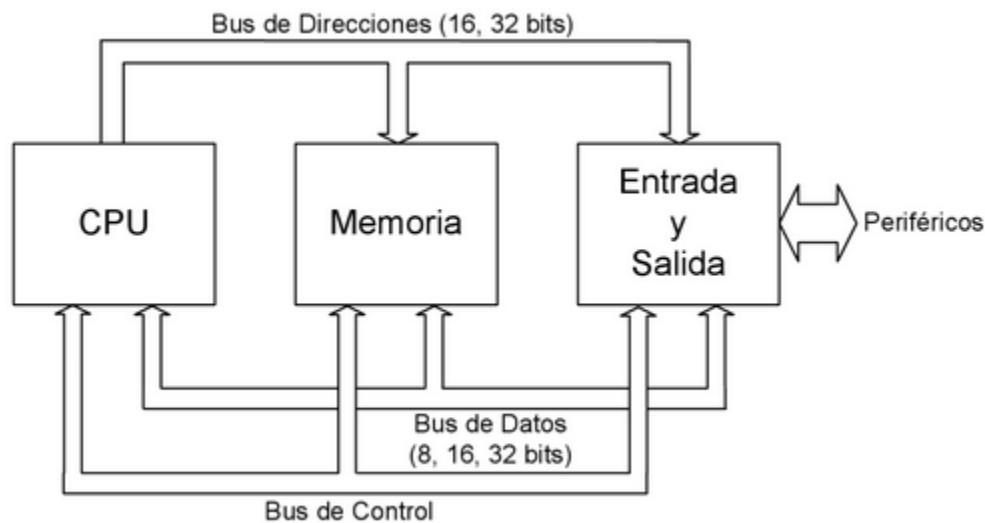 Bus de Direcciones (16, 32 bits)
CPU
Memoria
Entrada
y
Salida
Periféricos
Bus de Datos
(8, 16, 32 bits)
Bus de Control